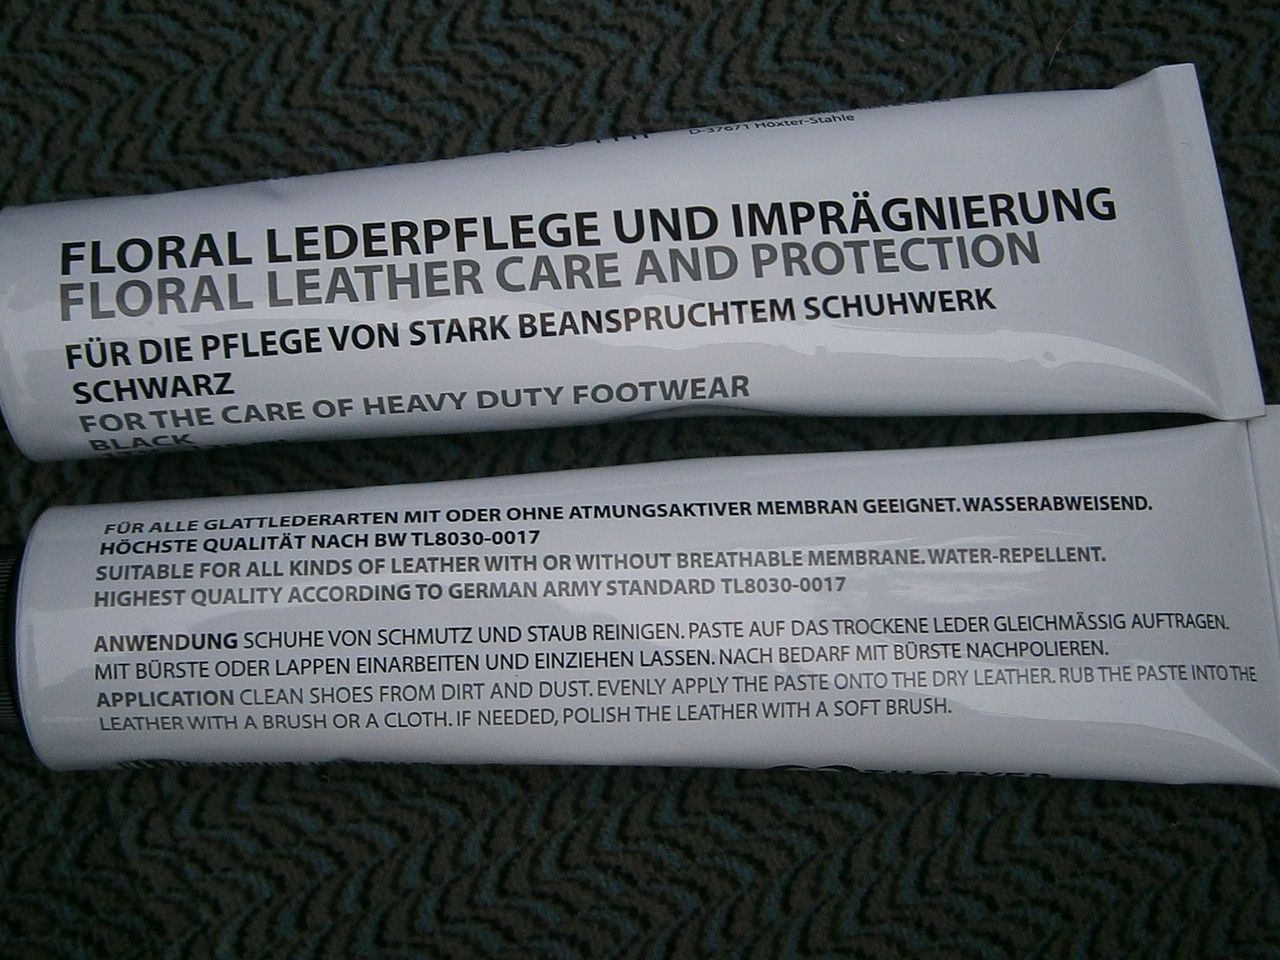 D-37671 Höxter-Stahle
FLORAL LEDERPFLEGE UND IMPRÄGNIERUNG
FLORAL LEATHER CARE AND PROTECTION
FÜR DIE PFLEGE VON STARK BEANSPRUCHTEM SCHUHWERK
SCHWARZ
FOR THE CARE OF HEAVY DUTY FOOTWEAR
BLACK
FÜR ALLE GLATTLEDERARTEN MIT ODER OHNE ATMUNGSAKTIVER MEMBRAN GEEIGNET. WASSERABWEISEND.
HÖCHSTE QUALITÄT NACH BW TL8030-0017
SUITABLE FOR ALL KINDS OF LEATHER WITH OR WITHOUT BREATHABLE MEMBRANE. WATER-REPELLENT.
HIGHEST QUALITY ACCORDING TO GERMAN ARMY STANDARD TL8030-0017
ANWENDUNG SCHUHE VON SCHMUTZ UND STAUB REINIGEN. PASTE AUF DAS TROCKENE LEDER GLEICHMÄSSIG AUFTRAGEN.
MIT BÜRSTE ODER LAPPEN EINARBEITEN UND EINZIEHEN LASSEN. NACH BEDARF MIT BÜRSTE NACHPOLIEREN.
APPLICATION CLEAN SHOES FROM DIRT AND DUST. EVENLY APPLY THE PASTE ONTO THE DRY LEATHER. RUB THE PASTE INTO THE
LEATHER WITH A BRUSH OR A CLOTH. IF NEEDED, POLISH THE LEATHER WITH A SOFT BRUSH.